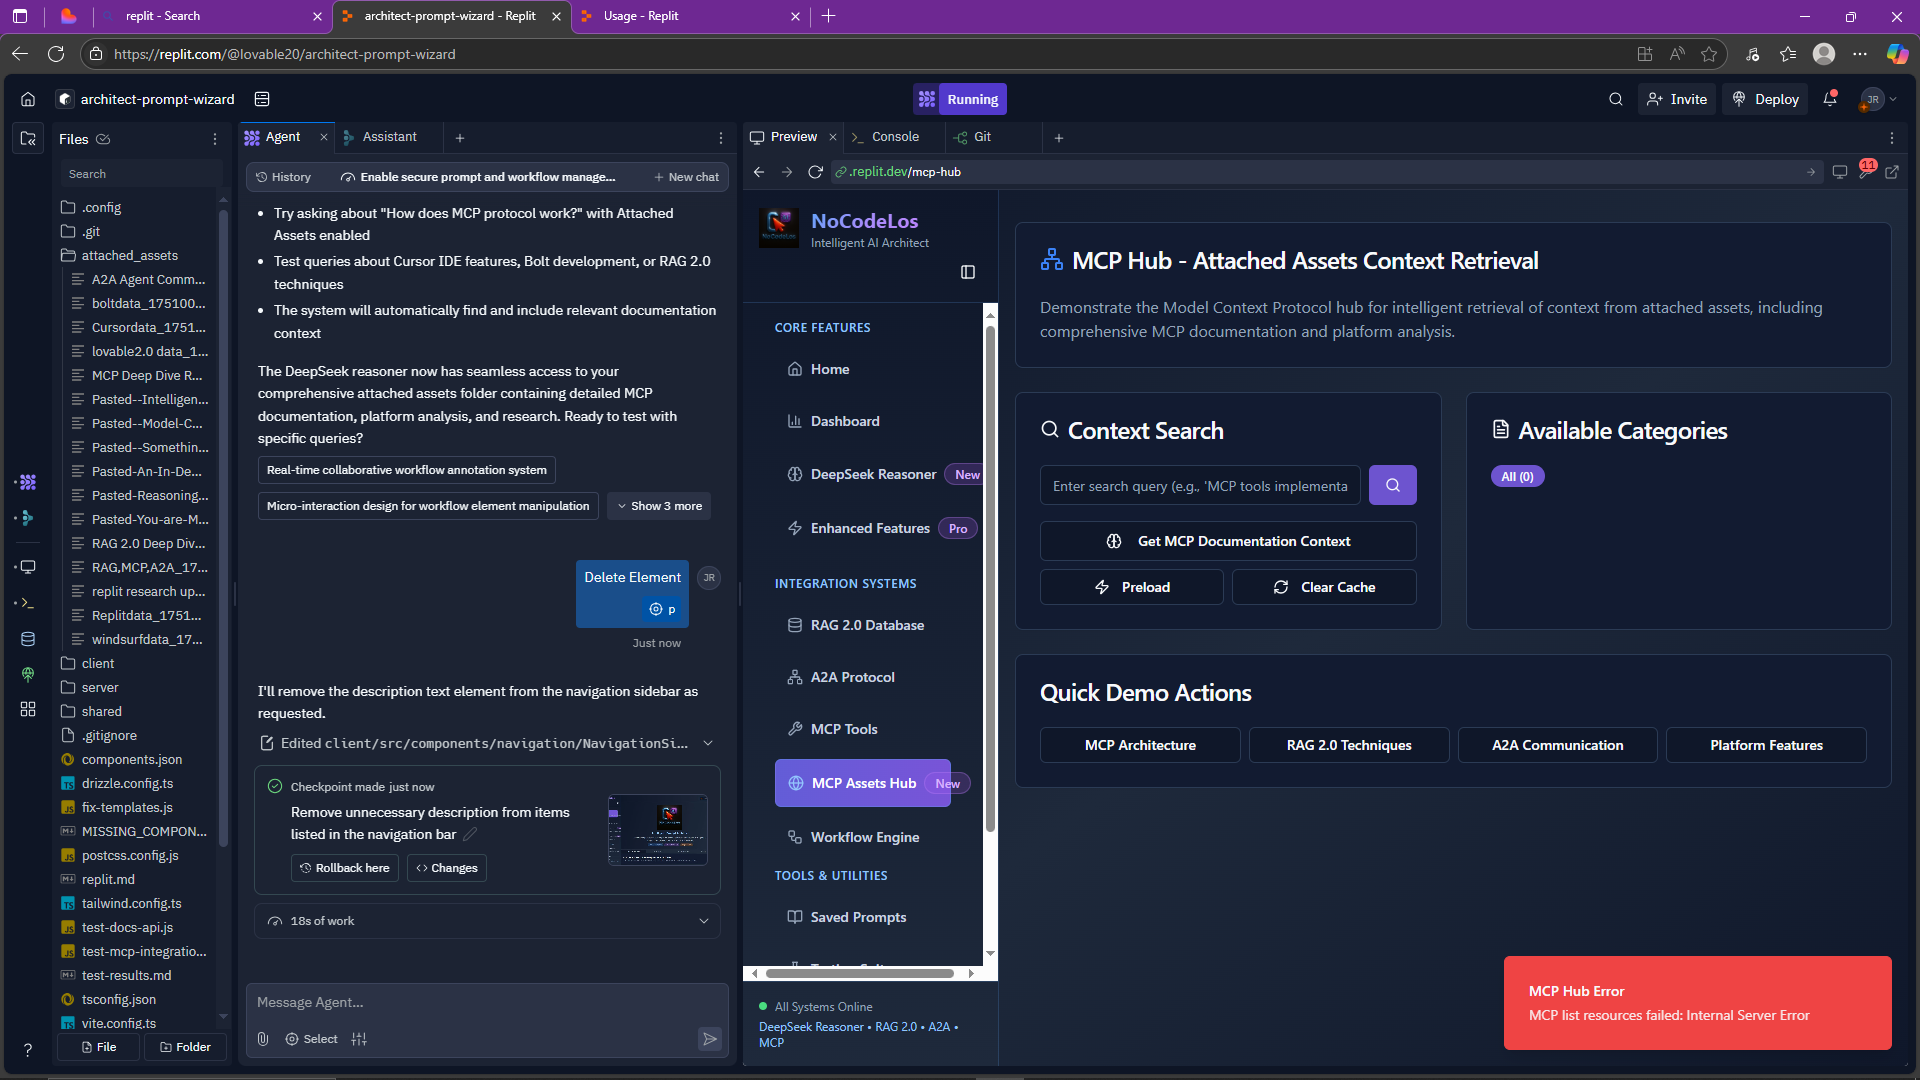 replit - Search
architect-prompt-wizard - Replit
Usage - Replit
https://replit.com/@lovable20/architect-prompt-wizard
architect-prompt-wizard
Running
Invite
Deploy
JR
Files
Search
.config
.git
attached_assets
A2A Agent Comm...
boltdata_175100...
Cursordata_1751...
lovable2.0 data_1...
MCP Deep Dive R...
Pasted--Intelligen...
Pasted--Model-C...
Pasted--Somethin...
Pasted-An-In-De...
Pasted-Reasoning...
Pasted-You-are-M...
RAG 2.0 Deep Div...
RAG,MCP,A2A_17...
replit research up...
Replitdata_1751...
windsurfdata_17...
client
server
shared
.gitignore
components.json
drizzle.config.ts
fix-templates.js
MISSING_COMPON...
postcss.config.js
replit.md
tailwind.config.ts
test-docs-api.js
test-mcp-integratio...
test-results.md
tsconfig.json
vite.config.ts
File
Folder
Agent
Assistant
History
Enable secure prompt and workflow manage...
New chat
• Try asking about "How does MCP protocol work?" with Attached
Assets enabled
• Test queries about Cursor IDE features, Bolt development, or RAG 2.0
techniques
• The system will automatically find and include relevant documentation
context
The DeepSeek reasoner now has seamless access to your
comprehensive attached assets folder containing detailed MCP
documentation, platform analysis, and research. Ready to test with
specific queries?
Real-time collaborative workflow annotation system
Micro-interaction design for workflow element manipulation
Show 3 more
Delete Element
p
JR
Just now
I'll remove the description text element from the navigation sidebar as
requested.
Edited client/src/components/navigation/NavigationSi...
Checkpoint made just now
Remove unnecessary description from items
listed in the navigation bar
Rollback here
Changes
18s of work
Message Agent...
Select
Preview
Console
Git
.replit.dev/mcp-hub
11
NoCodeLos
Intelligent AI Architect
CORE FEATURES
Home
Dashboard
DeepSeek Reasoner New
Enhanced Features Pro
INTEGRATION SYSTEMS
RAG 2.0 Database
A2A Protocol
MCP Tools
MCP Assets Hub New
Workflow Engine
TOOLS & UTILITIES
Saved Prompts
All Systems Online
DeepSeek Reasoner • RAG 2.0 • A2A •
MCP
MCP Hub - Attached Assets Context Retrieval
Demonstrate the Model Context Protocol hub for intelligent retrieval of context from attached assets, including
comprehensive MCP documentation and platform analysis.
Context Search
Enter search query (e.g., 'MCP tools implementa
Get MCP Documentation Context
Preload
Clear Cache
Available Categories
All (0)
Quick Demo Actions
MCP Architecture
RAG 2.0 Techniques
A2A Communication
Platform Features
MCP Hub Error
MCP list resources failed: Internal Server Error